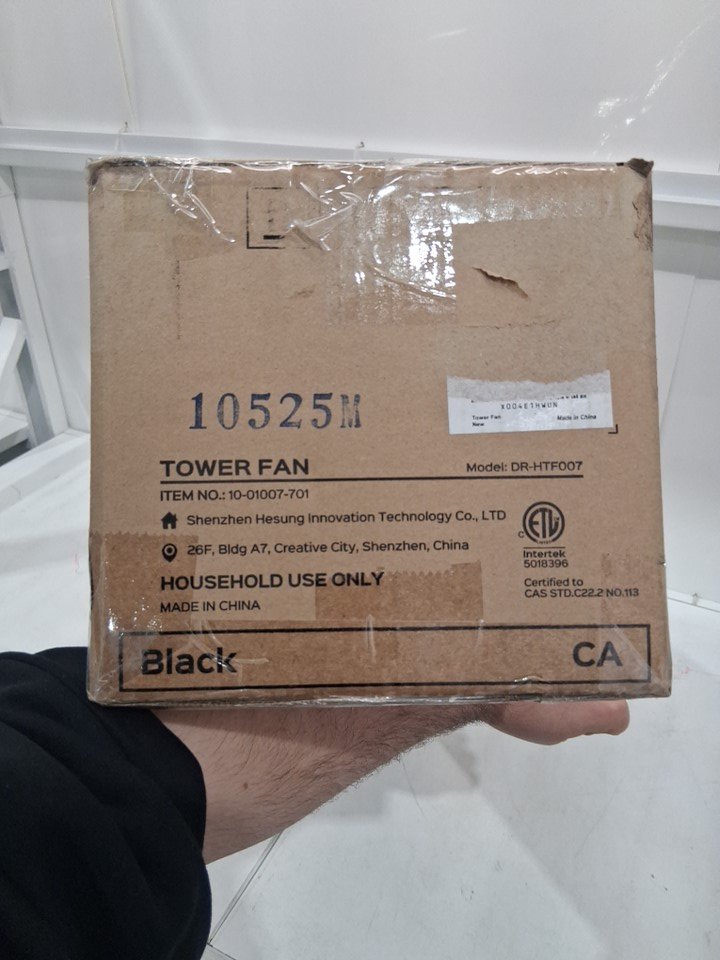 10525M
X004E1HWUN
Tower Fan
New
Made in China
TOWER FAN
Model: DR-HTF007
ITEM NO.: 10-01007-701
Shenzhen Hesung Innovation Technology Co., LTD
26F, Bldg A7, Creative City, Shenzhen, China
C ETL
Intertek
5018396
HOUSEHOLD USE ONLY
Certified to
CAS STD.C22.2 NO.113
MADE IN CHINA
Black
CA